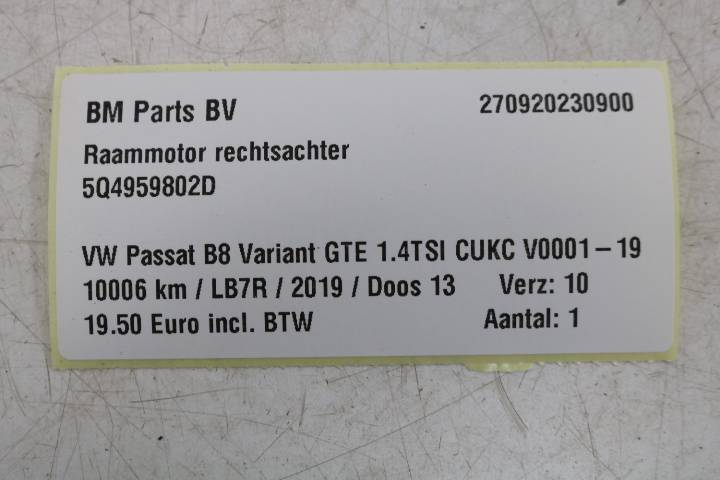 BM Parts BV 270920230900
Raammotor rechtsachter
5Q4959802D
VW Passat B8 Variant GTE 1.4TSI CUKC V0001-19
10006 km / LB7R / 2019 / Doos 13 Verz: 10
19.50 Euro incl. BTW Aantal: 1